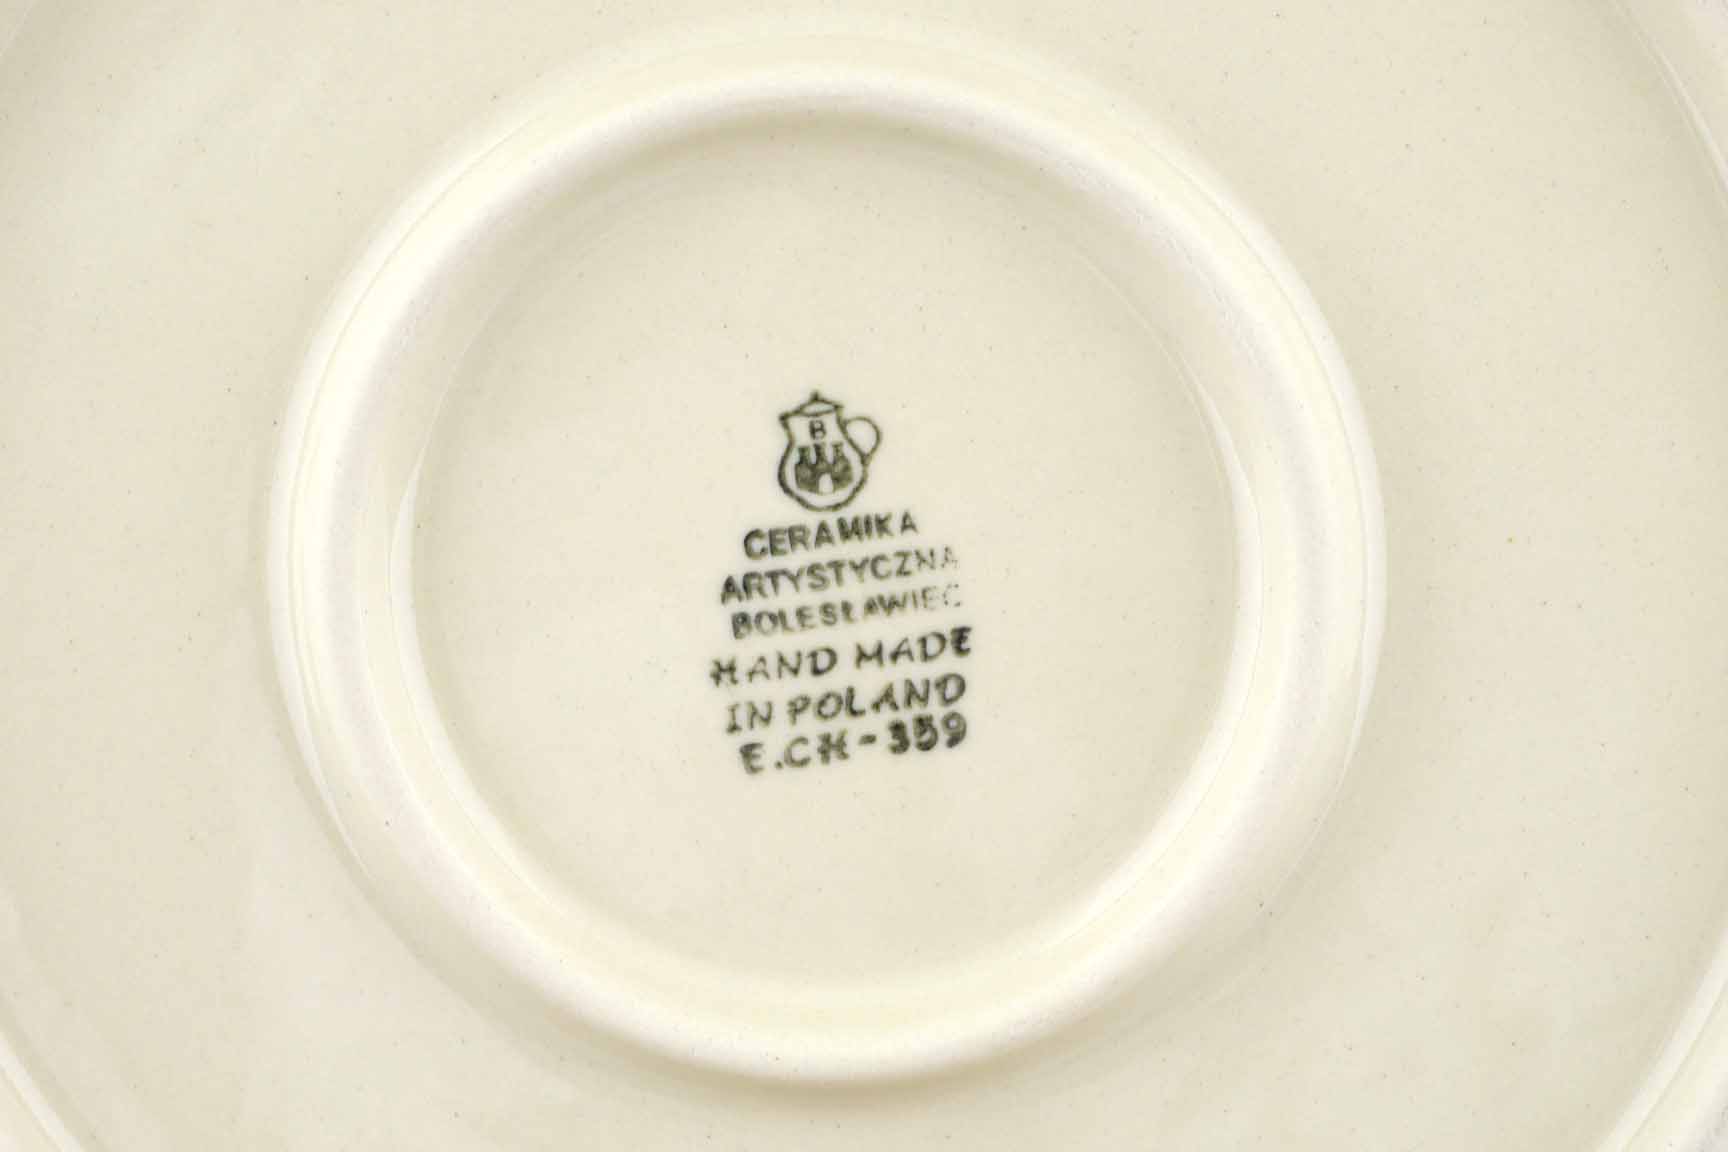 B
CERAMIKA
ARTYSTYCZNA
BOLESŁAWIEC
HAND MADE
IN POLAND
E.CH-359